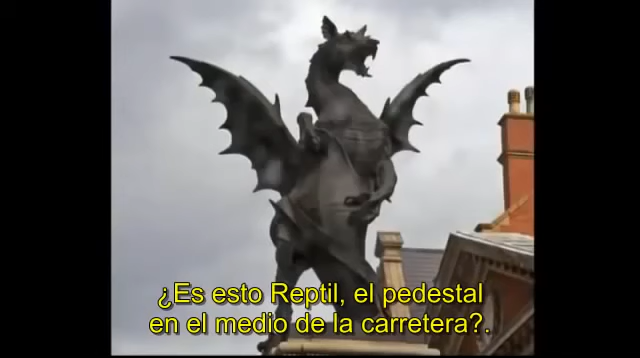 ¿Es esto Reptil, el pedestal
en el medio de la carretera?.